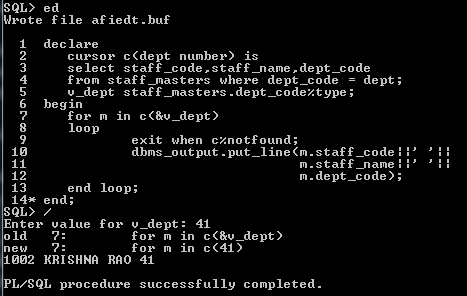 SQL> ed
Wrote file afiedt.buf
1 declare
2 cursor c(dept number) is
3 select staff_code,staff_name,dept_code
4 from staff_masters where dept_code = dept;
5 v_dept staff_masters.dept_code%type;
6 begin
7 for m in c(&v_dept)
8 loop
9 exit when c%notfound;
10 dbms_output.put_line(m.staff_code||' '||
11 m.staff_name||' '||
12 m.dept_code);
13 end loop;
14* end;
SQL> /
Enter value for v_dept: 41
old 7: for m in c(&v_dept)
new 7: for m in c(41)
1002 KRISHNA RAO 41
PL/SQL procedure successfully completed.